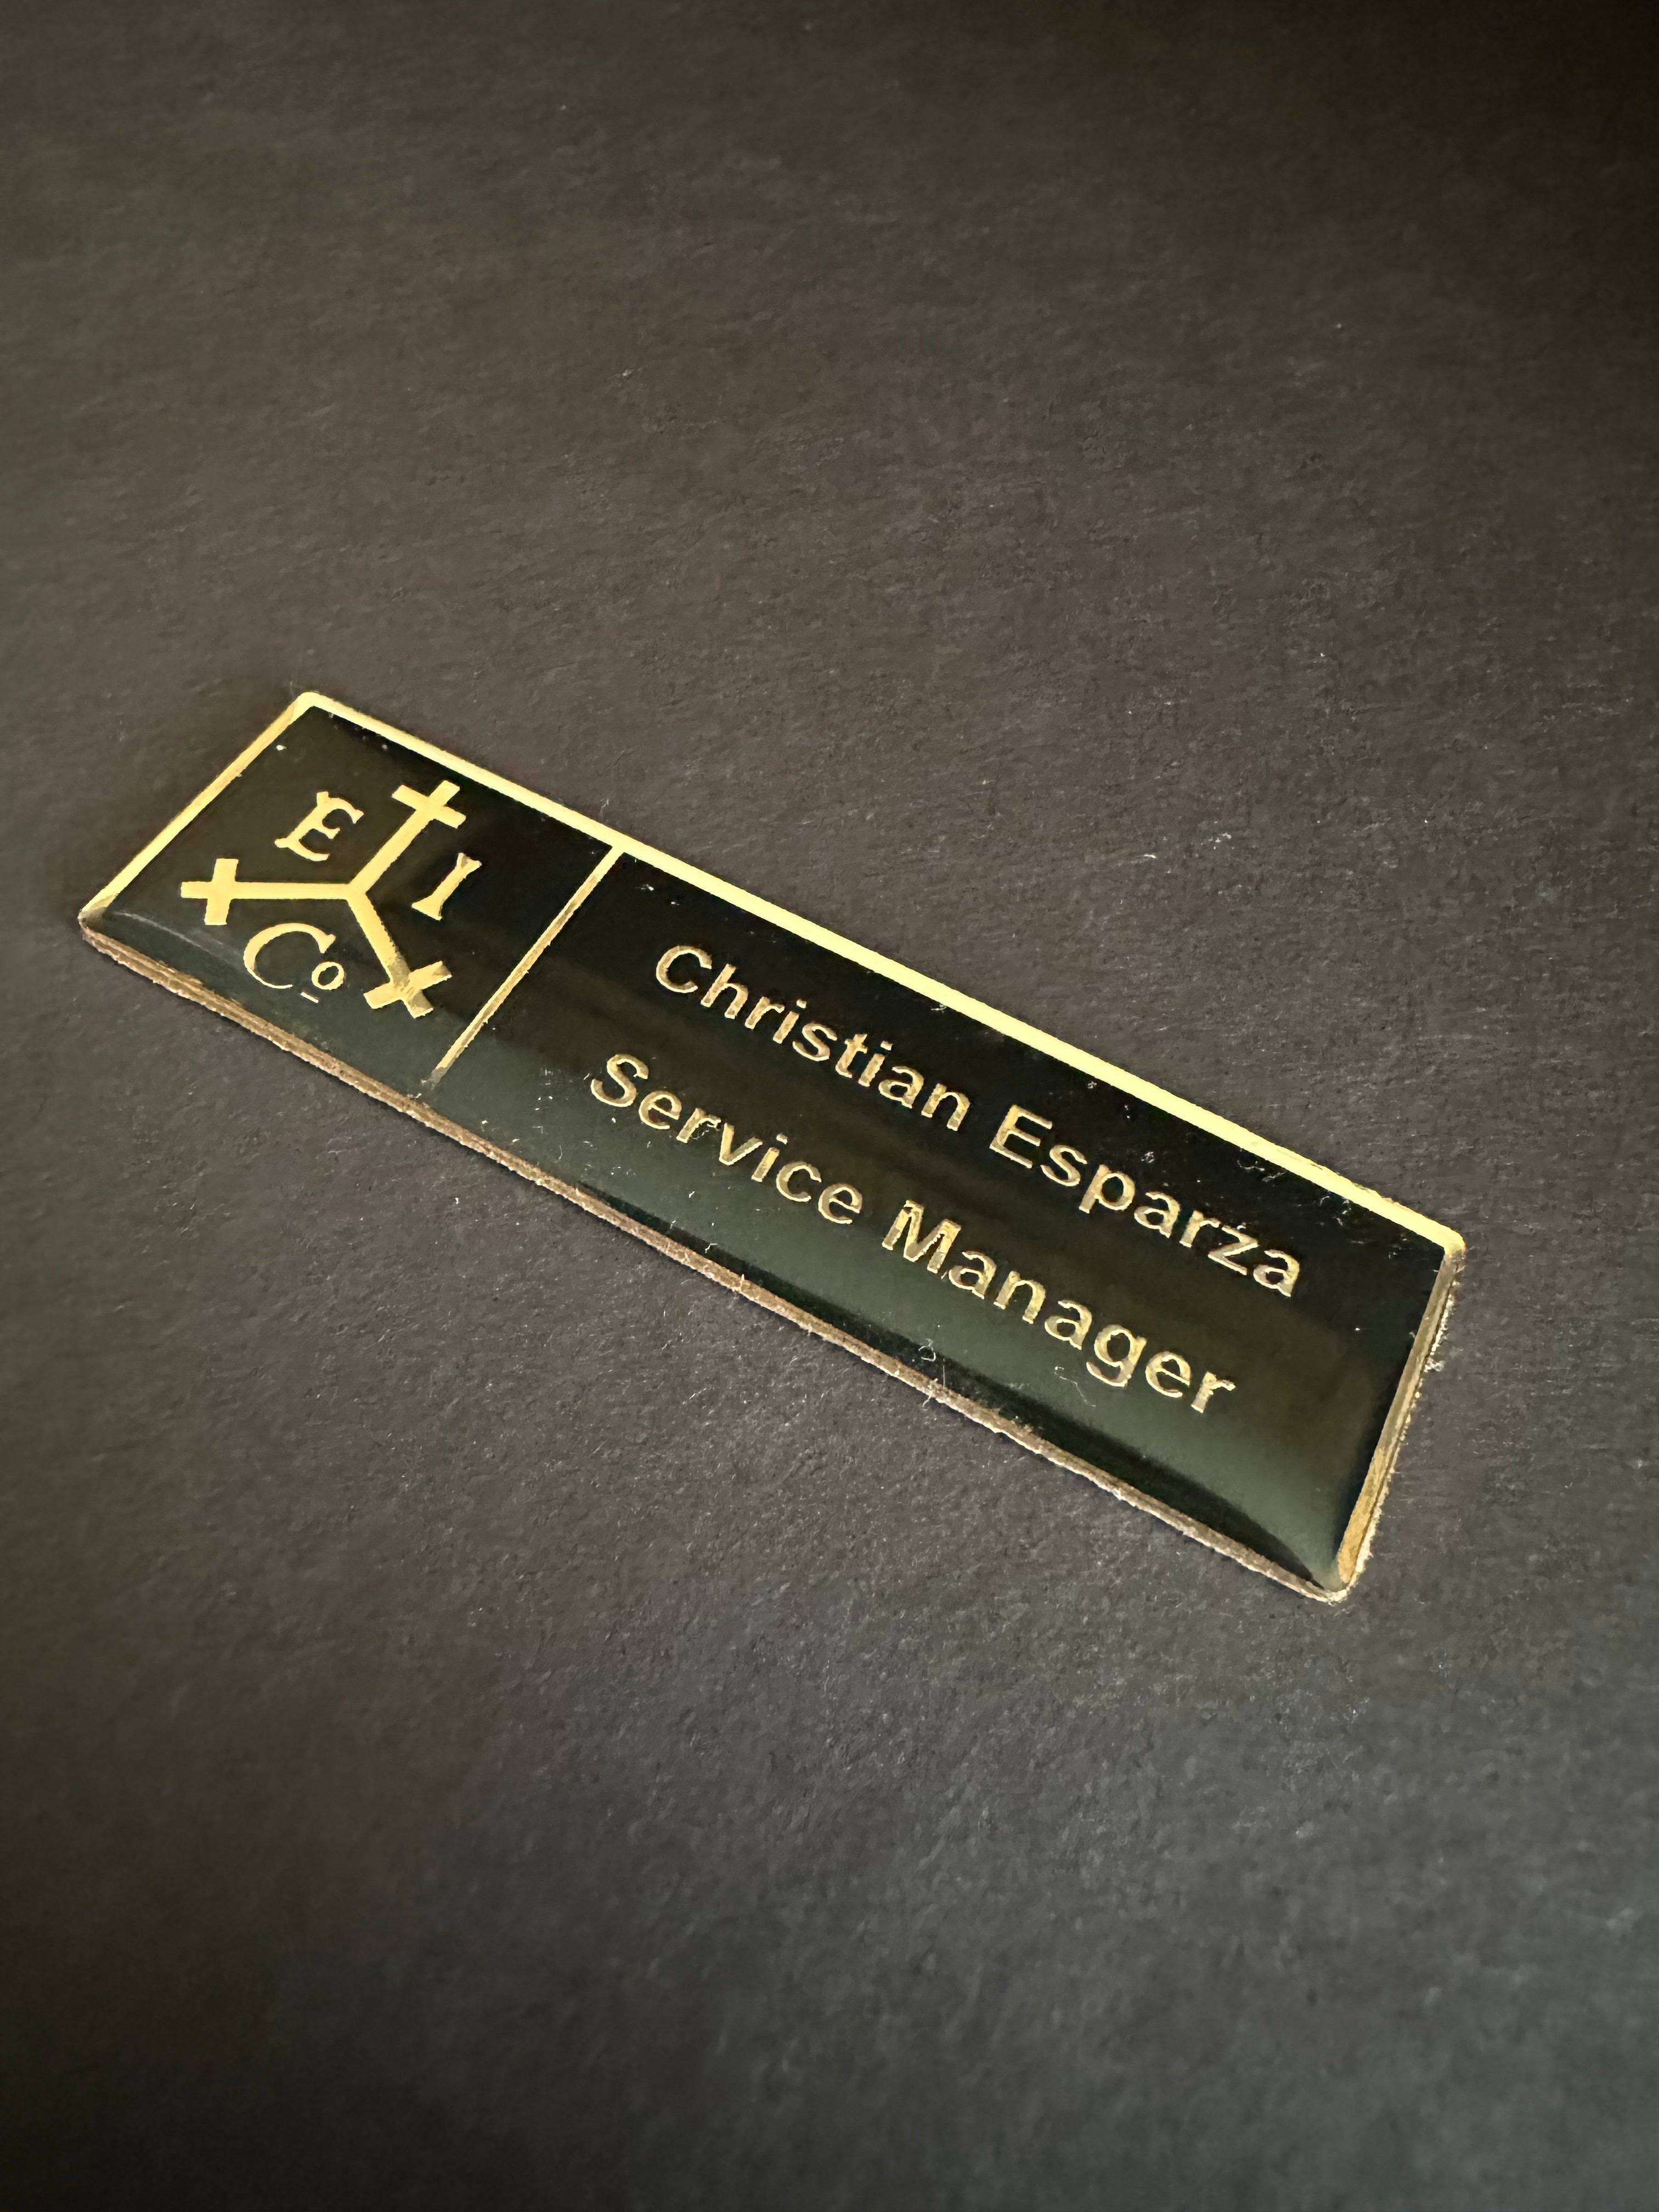 E I
Co
Christian Esparza
Service Manager